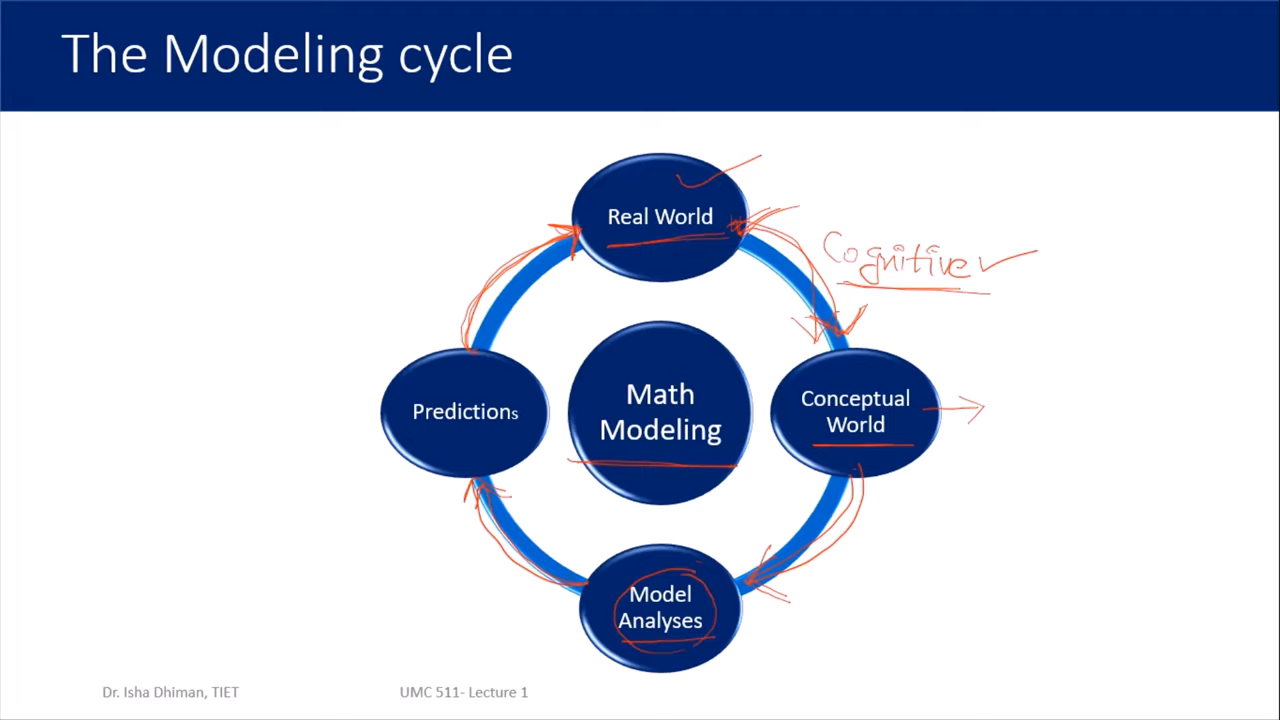 The Modeling cycle
Real World
Cognitive
Math
Modeling
Predictions
Conceptual
World
Model
Analyses
Dr. Isha Dhiman, TIET
UMC 511- Lecture 1